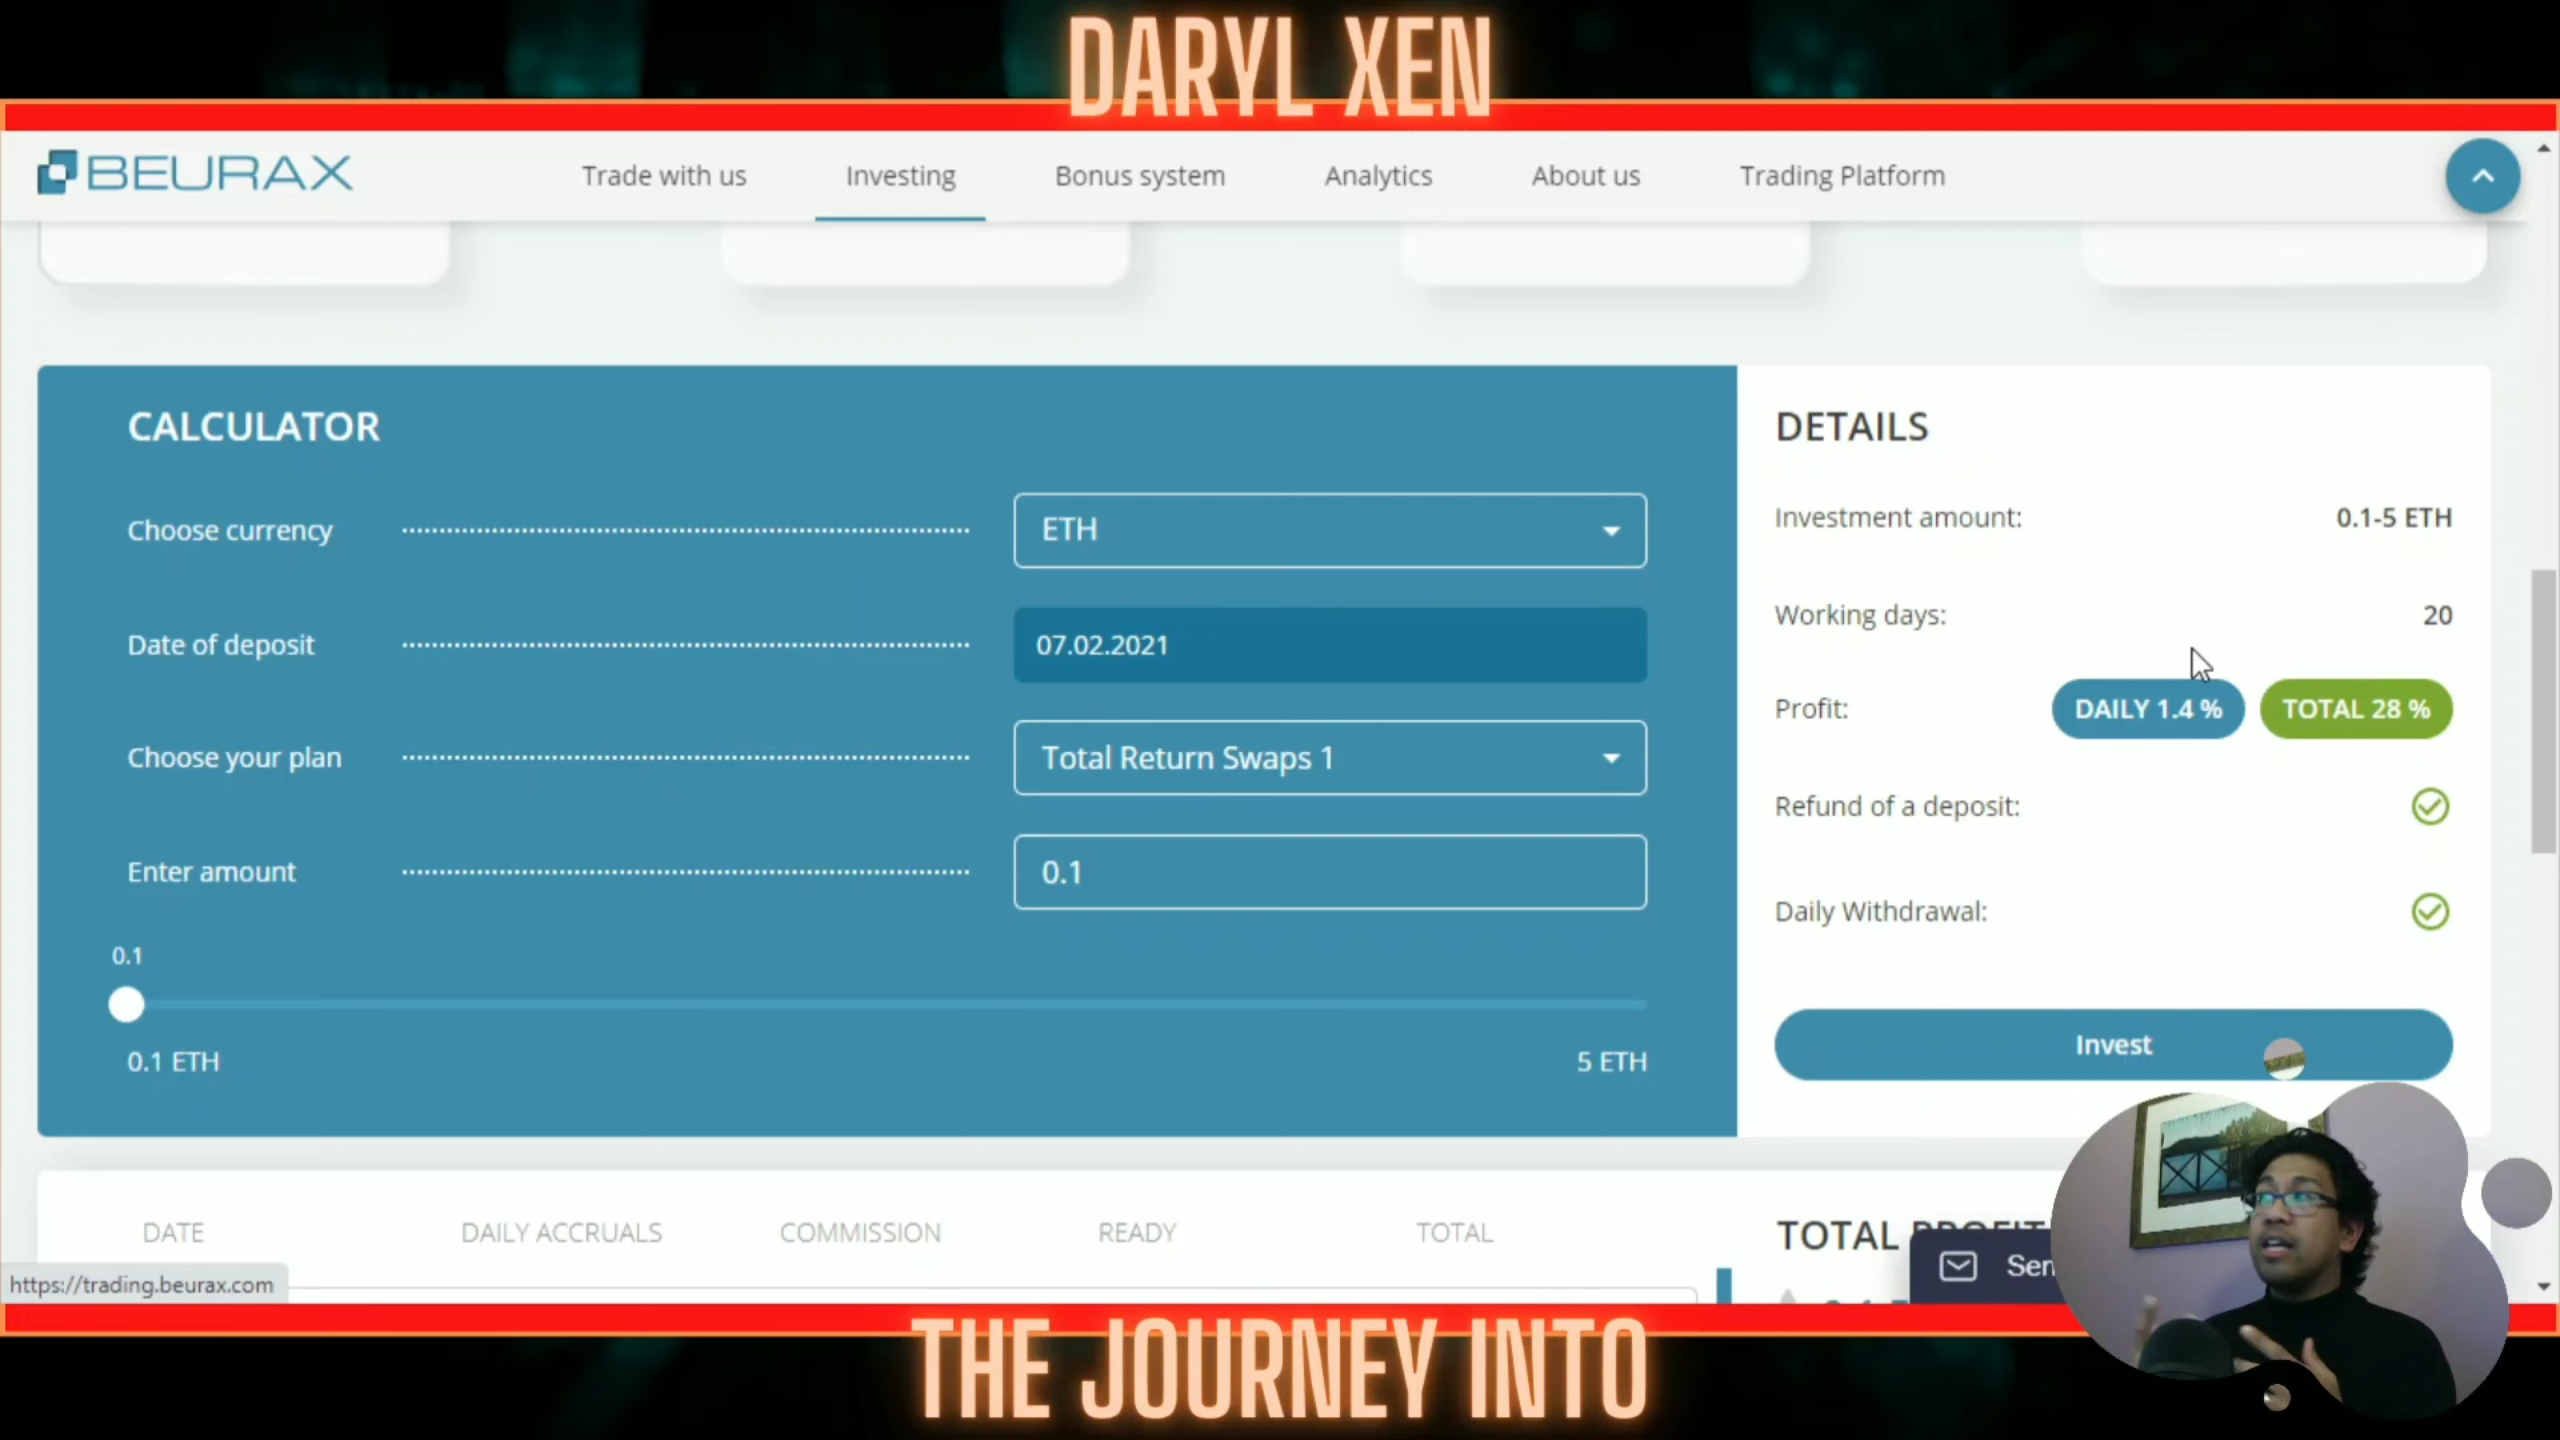 DARYL XEN
BEURAX
Trade with us
Investing
Bonus system
Analytics
About us
Trading Platform
CALCULATOR
Choose currency
ETH
Date of deposit
07.02.2021
Choose your plan
Total Return Swaps 1
Enter amount
0.1
0.1
0.1 ETH
5 ETH
DETAILS
Investment amount:
0.1-5 ETH
Working days:
20
Profit:
DAILY 1.4 %
TOTAL 28 %
Refund of a deposit:
Daily Withdrawal:
Invest
DATE
DAILY ACCRUALS
COMMISSION
READY
TOTAL
TOTAL PROFIT
https://trading.beurax.com
THE JOURNEY INTO